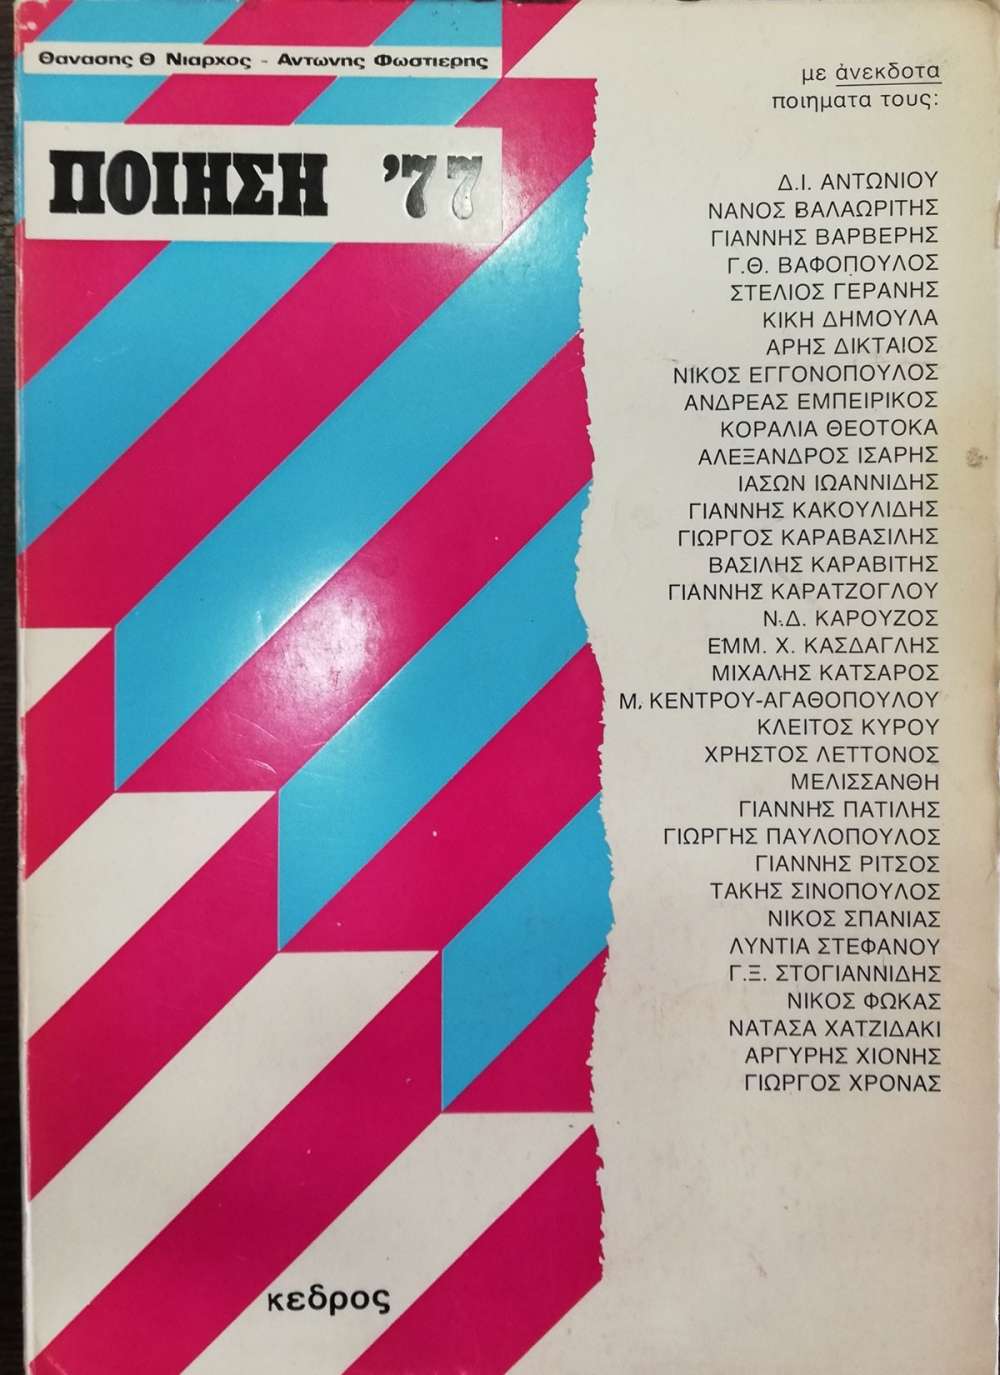 Θανασης Θ Νιαρχος - Αντωνης Φωστιερης
ΠΟΙΗΣΗ '77
με ἀνεκδοτα
ποιηματα τους:
Δ.Ι. ΑΝΤΩΝΙΟΥ
ΝΑΝΟΣ ΒΑΛΑΩΡΙΤΗΣ
ΓΙΑΝΝΗΣ ΒΑΡΒΕΡΗΣ
Γ.Θ. ΒΑΦΟΠΟΥΛΟΣ
ΣΤΕΛΙΟΣ ΓΕΡΑΝΗΣ
ΚΙΚΗ ΔΗΜΟΥΛΑ
ΑΡΗΣ ΔΙΚΤΑΙΟΣ
ΝΙΚΟΣ ΕΓΓΟΝΟΠΟΥΛΟΣ
ΑΝΔΡΕΑΣ ΕΜΠΕΙΡΙΚΟΣ
ΚΟΡΑΛΙΑ ΘΕΟΤΟΚΑ
ΑΛΕΞΑΝΔΡΟΣ ΙΣΑΡΗΣ
ΙΑΣΩΝ ΙΩΑΝΝΙΔΗΣ
ΓΙΑΝΝΗΣ ΚΑΚΟΥΛΙΔΗΣ
ΓΙΩΡΓΟΣ ΚΑΡΑΒΑΣΙΛΗΣ
ΒΑΣΙΛΗΣ ΚΑΡΑΒΙΤΗΣ
ΓΙΑΝΝΗΣ ΚΑΡΑΤΖΟΓΛΟΥ
Ν.Δ. ΚΑΡΟΥΖΟΣ
ΕΜΜ. Χ. ΚΑΣΔΑΓΛΗΣ
ΜΙΧΑΛΗΣ ΚΑΤΣΑΡΟΣ
Μ. ΚΕΝΤΡΟΥ-ΑΓΑΘΟΠΟΥΛΟΥ
ΚΛΕΙΤΟΣ ΚΥΡΟΥ
ΧΡΗΣΤΟΣ ΛΕΤΤΟΝΟΣ
ΜΕΛΙΣΣΑΝΘΗ
ΓΙΑΝΝΗΣ ΠΑΤΙΛΗΣ
ΓΙΩΡΓΗΣ ΠΑΥΛΟΠΟΥΛΟΣ
ΓΙΑΝΝΗΣ ΡΙΤΣΟΣ
ΤΑΚΗΣ ΣΙΝΟΠΟΥΛΟΣ
ΝΙΚΟΣ ΣΠΑΝΙΑΣ
ΛΥΝΤΙΑ ΣΤΕΦΑΝΟΥ
Γ.Ξ. ΣΤΟΓΙΑΝΝΙΔΗΣ
ΝΙΚΟΣ ΦΩΚΑΣ
ΝΑΤΑΣΑ ΧΑΤΖΙΔΑΚΙ
ΑΡΓΥΡΗΣ ΧΙΟΝΗΣ
ΓΙΩΡΓΟΣ ΧΡΟΝΑΣ
κεδρος